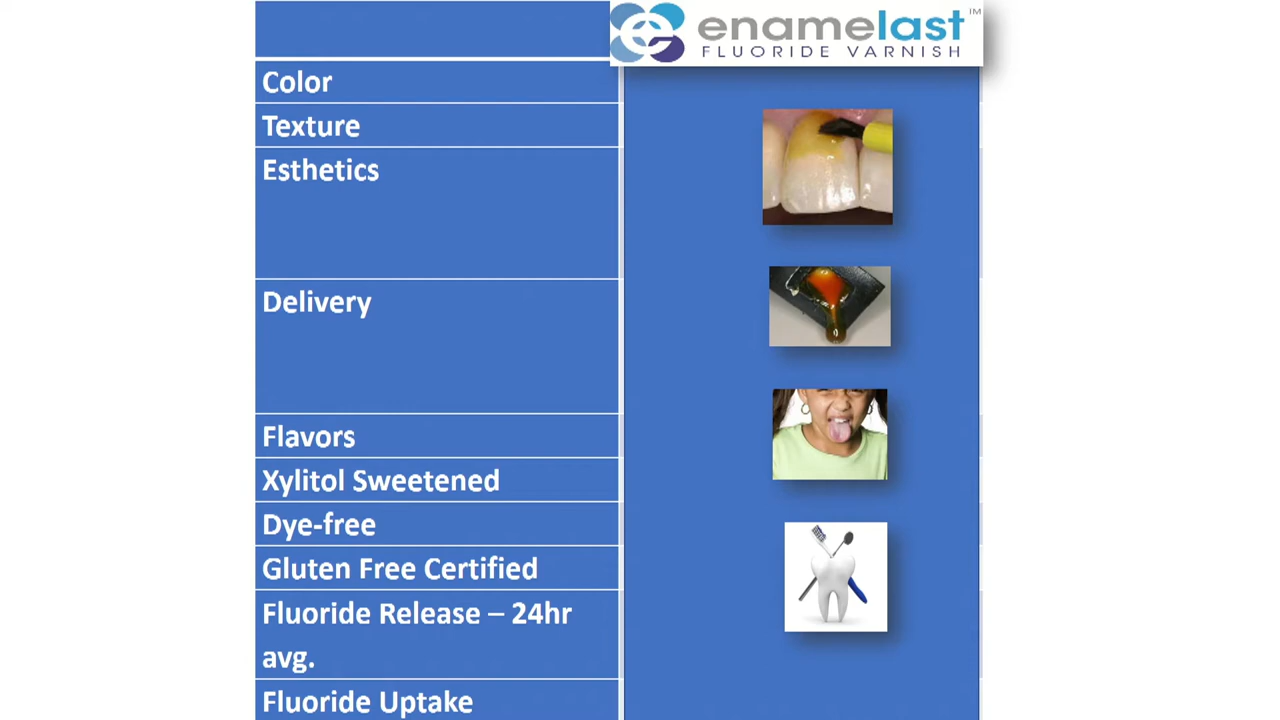 enamelast™
FLUORIDE VARNISH
Color
Texture
Esthetics
Delivery
Flavors
Xylitol Sweetened
Dye-free
Gluten Free Certified
Fluoride Release – 24hr
avg.
Fluoride Uptake